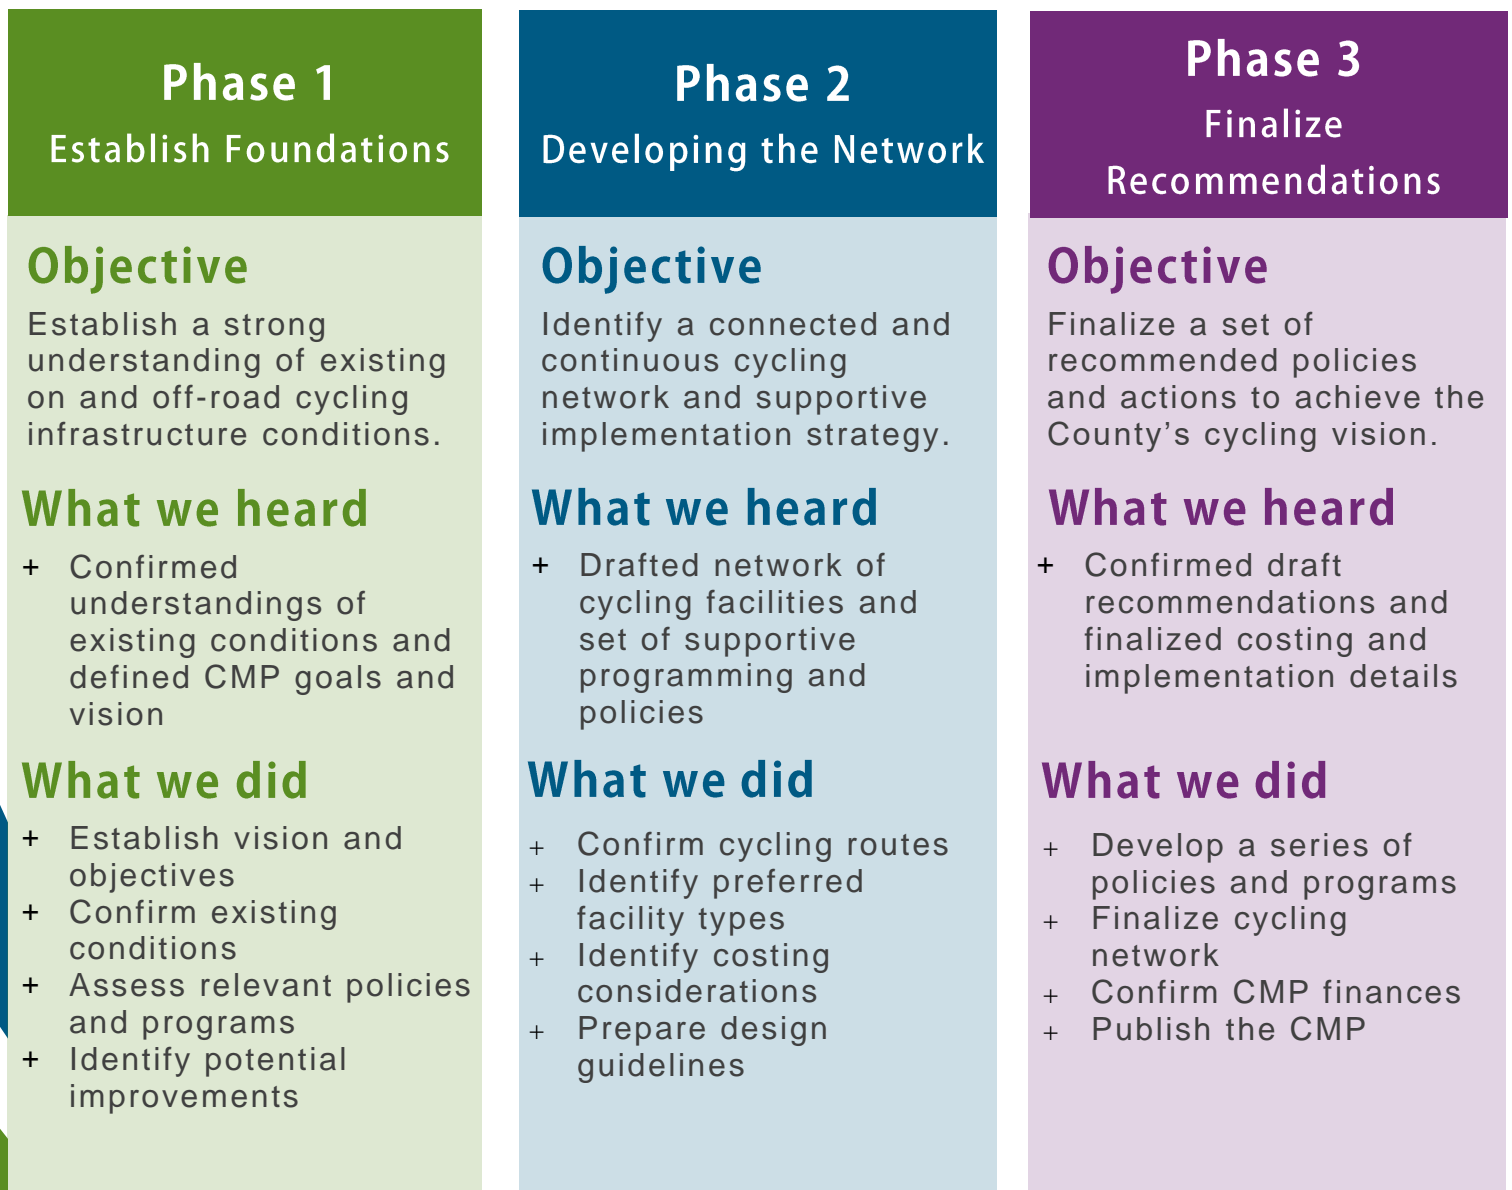 Phase 1
Establish Foundations
Objective
Establish a strong
understanding of existing
on and off-road cycling
infrastructure conditions.
What we heard
+ Confirmed
understandings of
existing conditions and
defined CMP goals and
vision
What we did
+ Establish vision and
objectives
+ Confirm existing
conditions
+ Assess relevant policies
and programs
+ Identify potential
improvements
Phase 2
Developing the Network
Objective
Identify a connected and
continuous cycling
network and supportive
implementation strategy.
What we heard
+ Drafted network of
cycling facilities and
set of supportive
programming and
policies
What we did
+ Confirm cycling routes
+ Identify preferred
facility types
+ Identify costing
considerations
+ Prepare design
guidelines
Phase 3
Finalize
Recommendations
Objective
Finalize a set of
recommended policies
and actions to achieve the
County’s cycling vision.
What we heard
+ Confirmed draft
recommendations and
finalized costing and
implementation details
What we did
+ Develop a series of
policies and programs
+ Finalize cycling
network
+ Confirm CMP finances
+ Publish the CMP